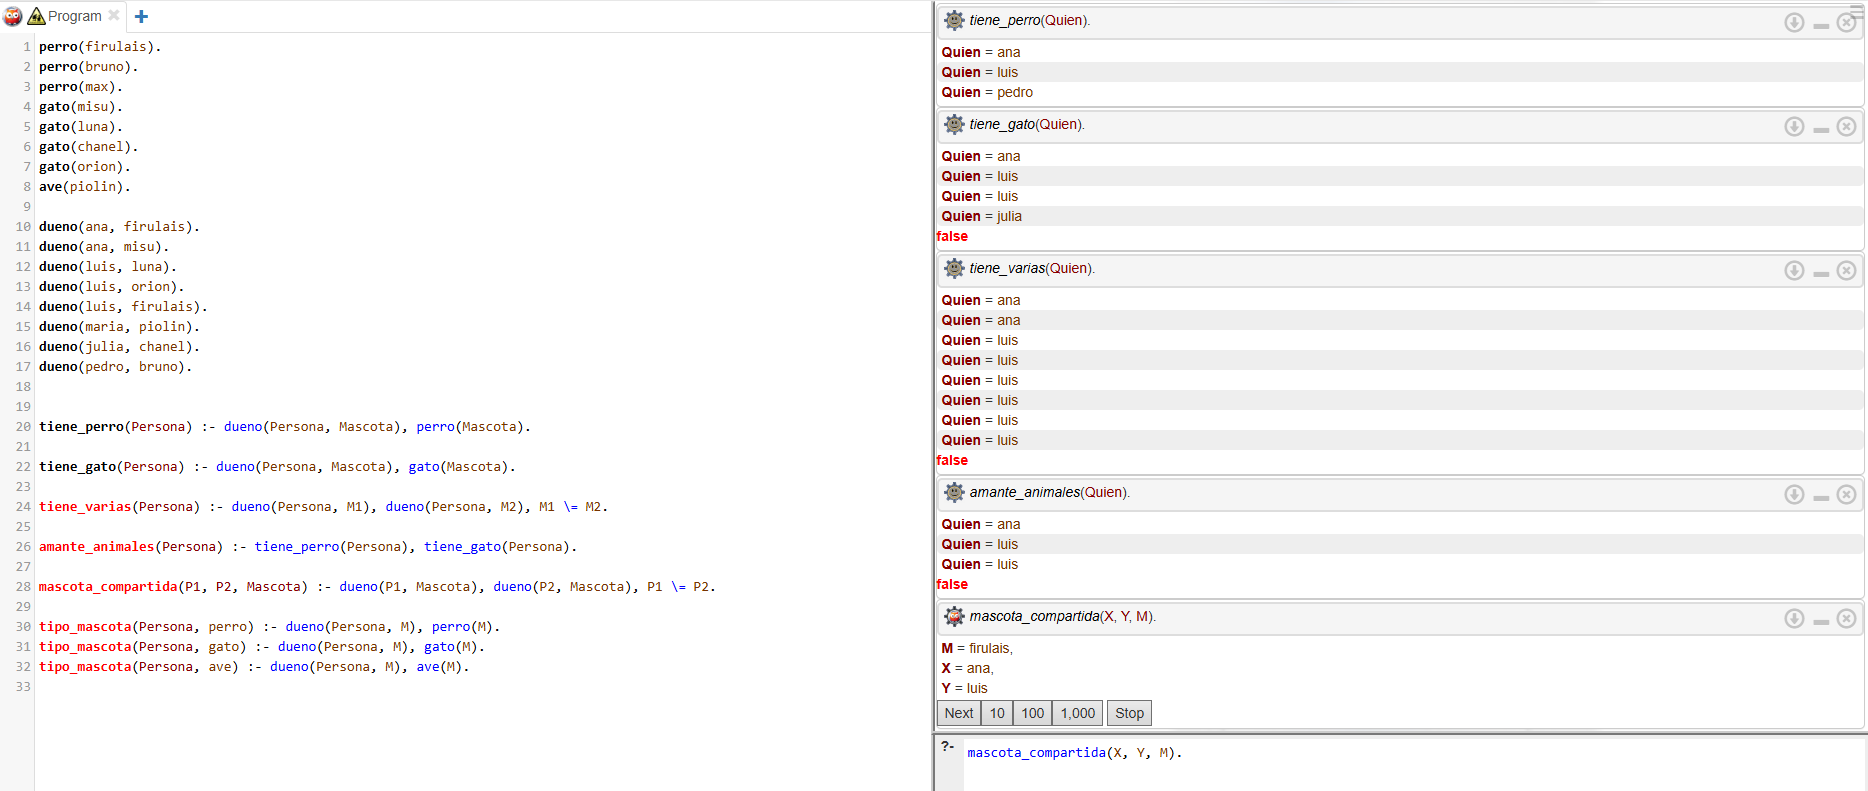 Program
1 perro(firulais).
2 perro(bruno).
3 perro(max).
4 gato(misu).
5 gato(luna).
6 gato(chanel).
7 gato(orion).
8 ave(piolin).
9
10 dueno(ana, firulais).
11 dueno(ana, misu).
12 dueno(luis, luna).
13 dueno(luis, orion).
14 dueno(luis, firulais).
15 dueno(maria, piolin).
16 dueno(julia, chanel).
17 dueno(pedro, bruno).
18
19
20 tiene_perro(Persona) :- dueno(Persona, Mascota), perro(Mascota).
21
22 tiene_gato(Persona) :- dueno(Persona, Mascota), gato(Mascota).
23
24 tiene_varias(Persona) :- dueno(Persona, M1), dueno(Persona, M2), M1 \= M2.
25
26 amante_animales(Persona) :- tiene_perro(Persona), tiene_gato(Persona).
27
28 mascota_compartida(P1, P2, Mascota) :- dueno(P1, Mascota), dueno(P2, Mascota), P1 \= P2.
29
30 tipo_mascota(Persona, perro) :- dueno(Persona, M), perro(M).
31 tipo_mascota(Persona, gato) :- dueno(Persona, M), gato(M).
32 tipo_mascota(Persona, ave) :- dueno(Persona, M), ave(M).
33
tiene_perro(Quien).
Quien = ana
Quien = luis
Quien = pedro
tiene_gato(Quien).
Quien = ana
Quien = luis
Quien = luis
Quien = julia
false
tiene_varias(Quien).
Quien = ana
Quien = ana
Quien = luis
Quien = luis
Quien = luis
Quien = luis
Quien = luis
Quien = luis
false
amante_animales(Quien).
Quien = ana
Quien = luis
Quien = luis
false
mascota_compartida(X, Y, M).
M = firulais,
X = ana,
Y = luis
Next 10 100 1,000 Stop
?- mascota_compartida(X, Y, M).